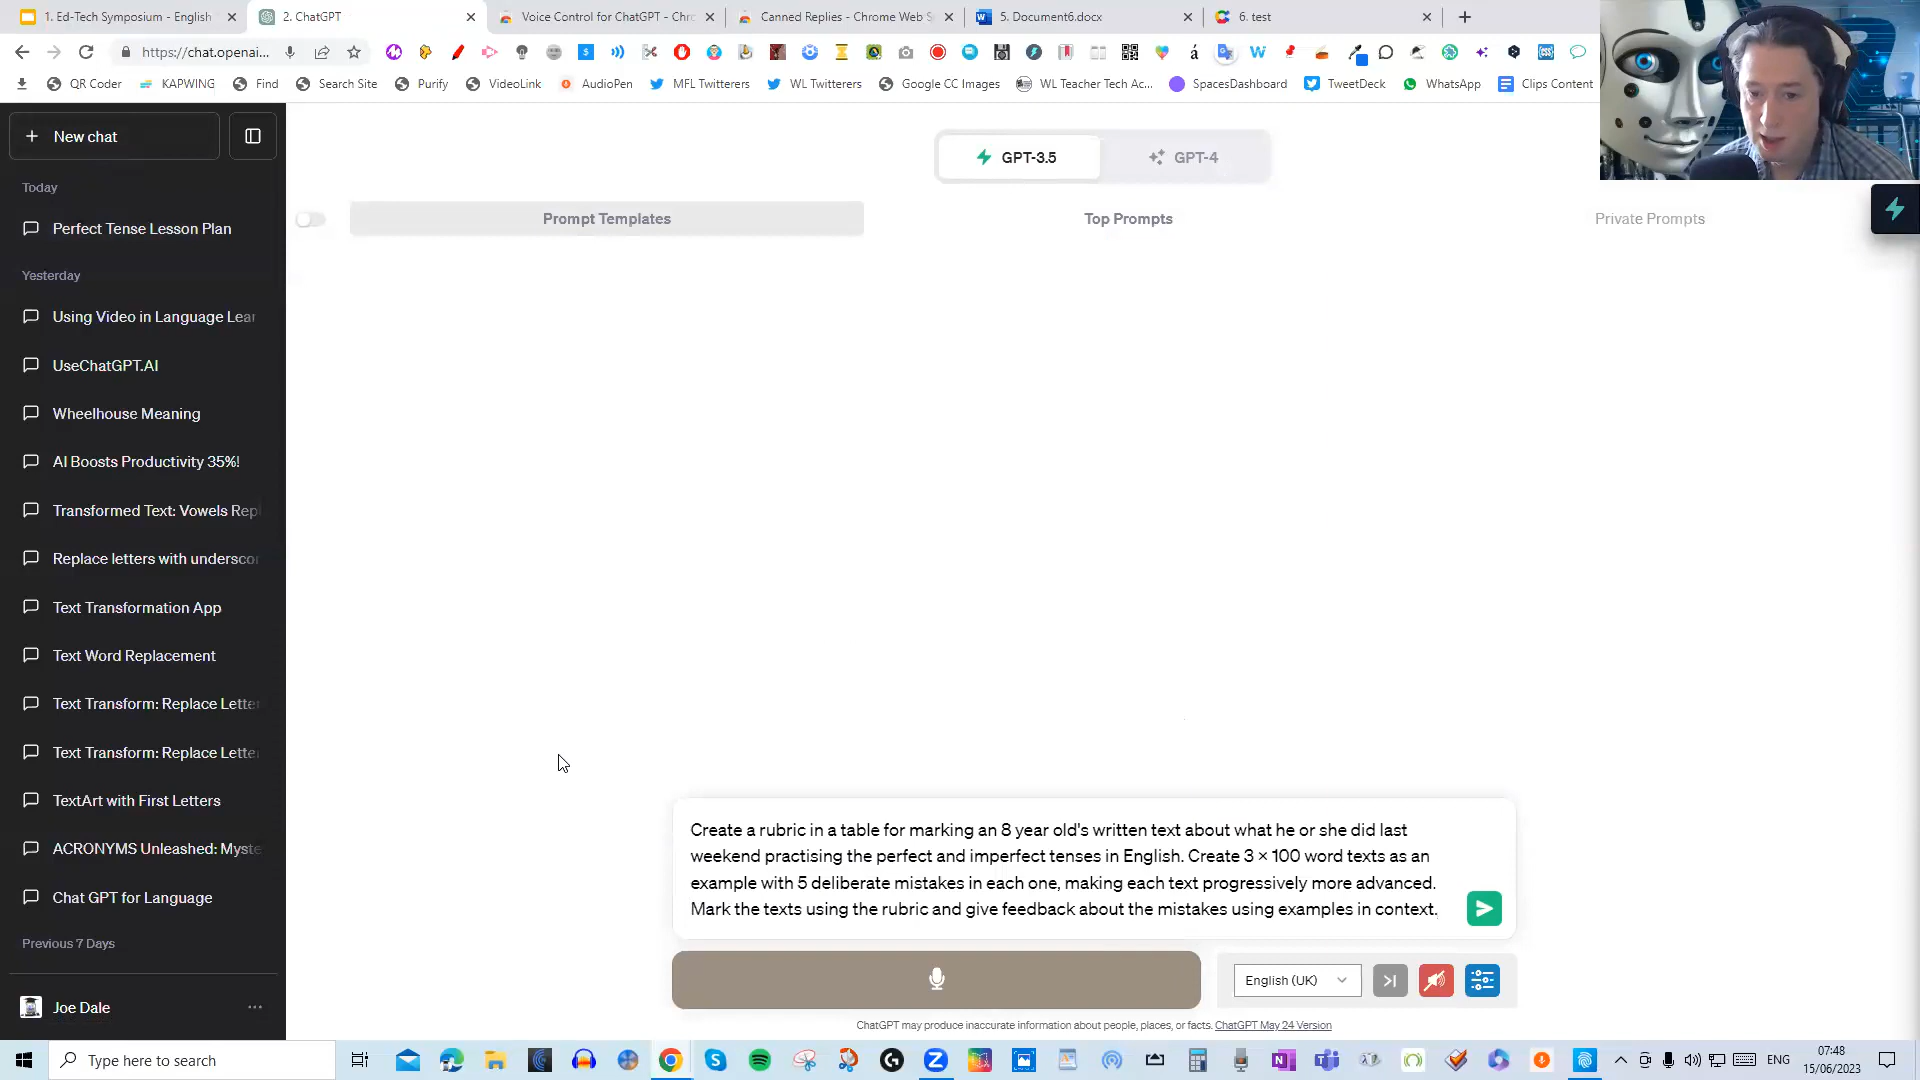 1. Ed-Tech Symposium - English
2. ChatGPT
Voice Control for ChatGPT - Chro
Canned Replies - Chrome Web S
5. Document6.docx
6. test
https://chat.openai...
QR Coder
KAPWING
Find
Search Site
Purify
VideoLink
AudioPen
MFL Twitterers
WL Twitterers
Google CC Images
WL Teacher Tech Ac...
SpacesDashboard
TweetDeck
WhatsApp
Clips Content
New chat
GPT-3.5
GPT-4
Today
Prompt Templates
Top Prompts
Private Prompts
Perfect Tense Lesson Plan
Yesterday
Using Video in Language Lear
UseChatGPT.AI
Wheelhouse Meaning
AI Boosts Productivity 35%!
Transformed Text: Vowels Rep
Replace letters with undersco
Text Transformation App
Text Word Replacement
Text Transform: Replace Lette
Text Transform: Replace Lette
TextArt with First Letters
ACRONYMS Unleashed: Myste
Chat GPT for Language
Previous 7 Days
Joe Dale
Create a rubric in a table for marking an 8 year old's written text about what he or she did last
weekend practising the perfect and imperfect tenses in English. Create 3 × 100 word texts as an
example with 5 deliberate mistakes in each one, making each text progressively more advanced.
Mark the texts using the rubric and give feedback about the mistakes using examples in context.
English (UK)
ChatGPT may produce inaccurate information about people, places, or facts. ChatGPT May 24 Version
Type here to search
ENG
07:48
15/06/2023